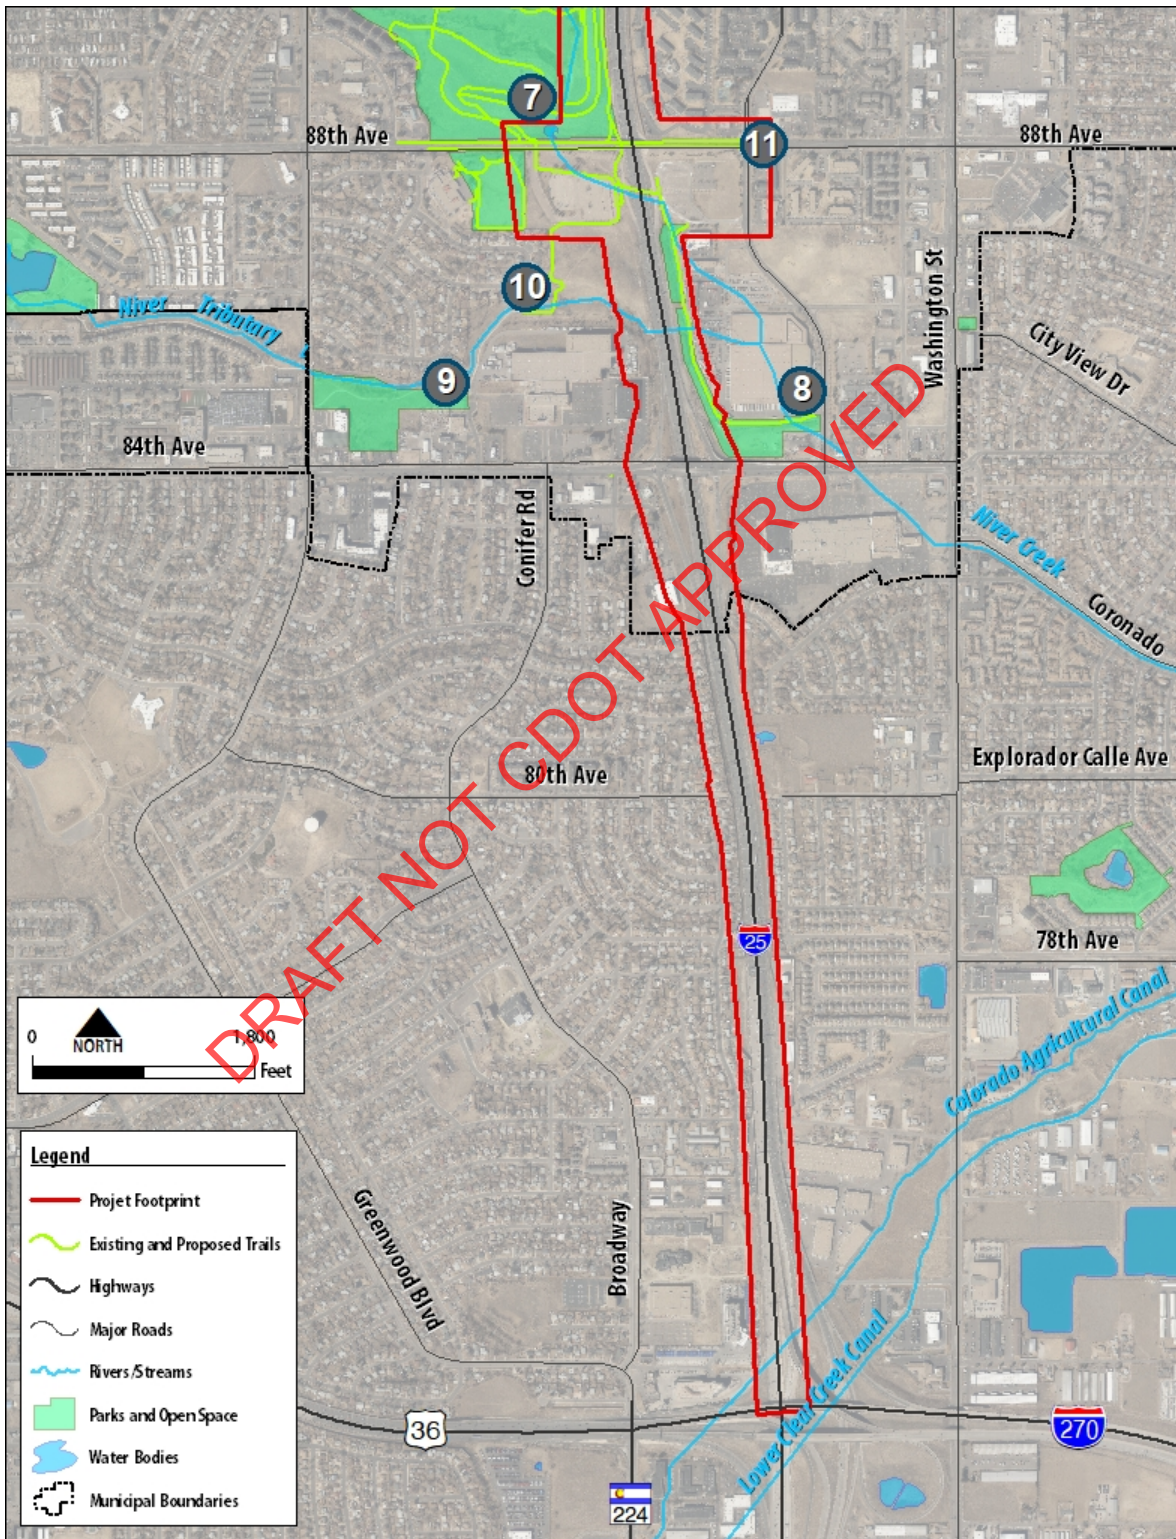 7
88th Ave
11
88th Ave
10
Niver Tributary
Washington St
City View Dr
9
8
84th Ave
Conifer Rd
Niver Creek
Coronado
Explorador Calle Ave
80th Ave
78th Ave
25
DRAFT NOT CDOT APPROVED
Colorado Agricultural Canal
0
NORTH
1,800
Feet
Legend
Projet Footprint
Existing and Proposed Trails
Highways
Major Roads
Rivers/Streams
Parks and Open Space
Water Bodies
Municipal Boundaries
Greenwood Blvd
Broadway
Lower Clear Creek Canal
36
270
224